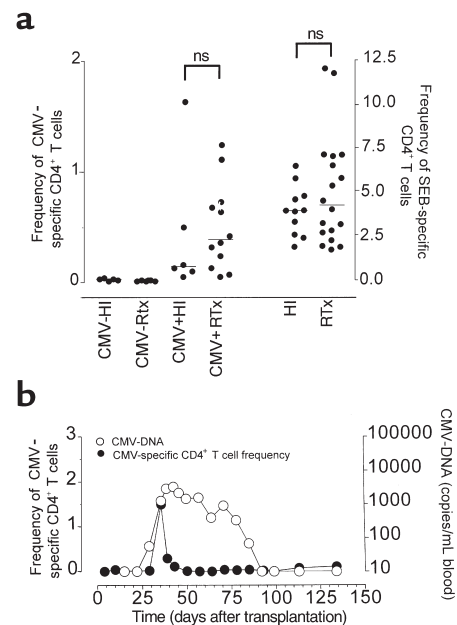 a
ns
ns
2
1
0
12.5
10.0
7.5
5.0
2.5
0.0
Frequency of CMV-
specific CD4⁺ T cells
Frequency of SEB-specific
CD4⁺ T cells
CMV-HI
CMV-Rtx
CMV+HI
CMV+RTx
HI
RTx
b
CMV-DNA
CMV-specific CD4⁺ T cell frequency
3
2
1
0
100000
10000
1000
100
10
Frequency of CMV-
specific CD4⁺ T cells
CMV-DNA (copies/mL blood)
0 25 50 75 100 125 150
Time (days after transplantation)